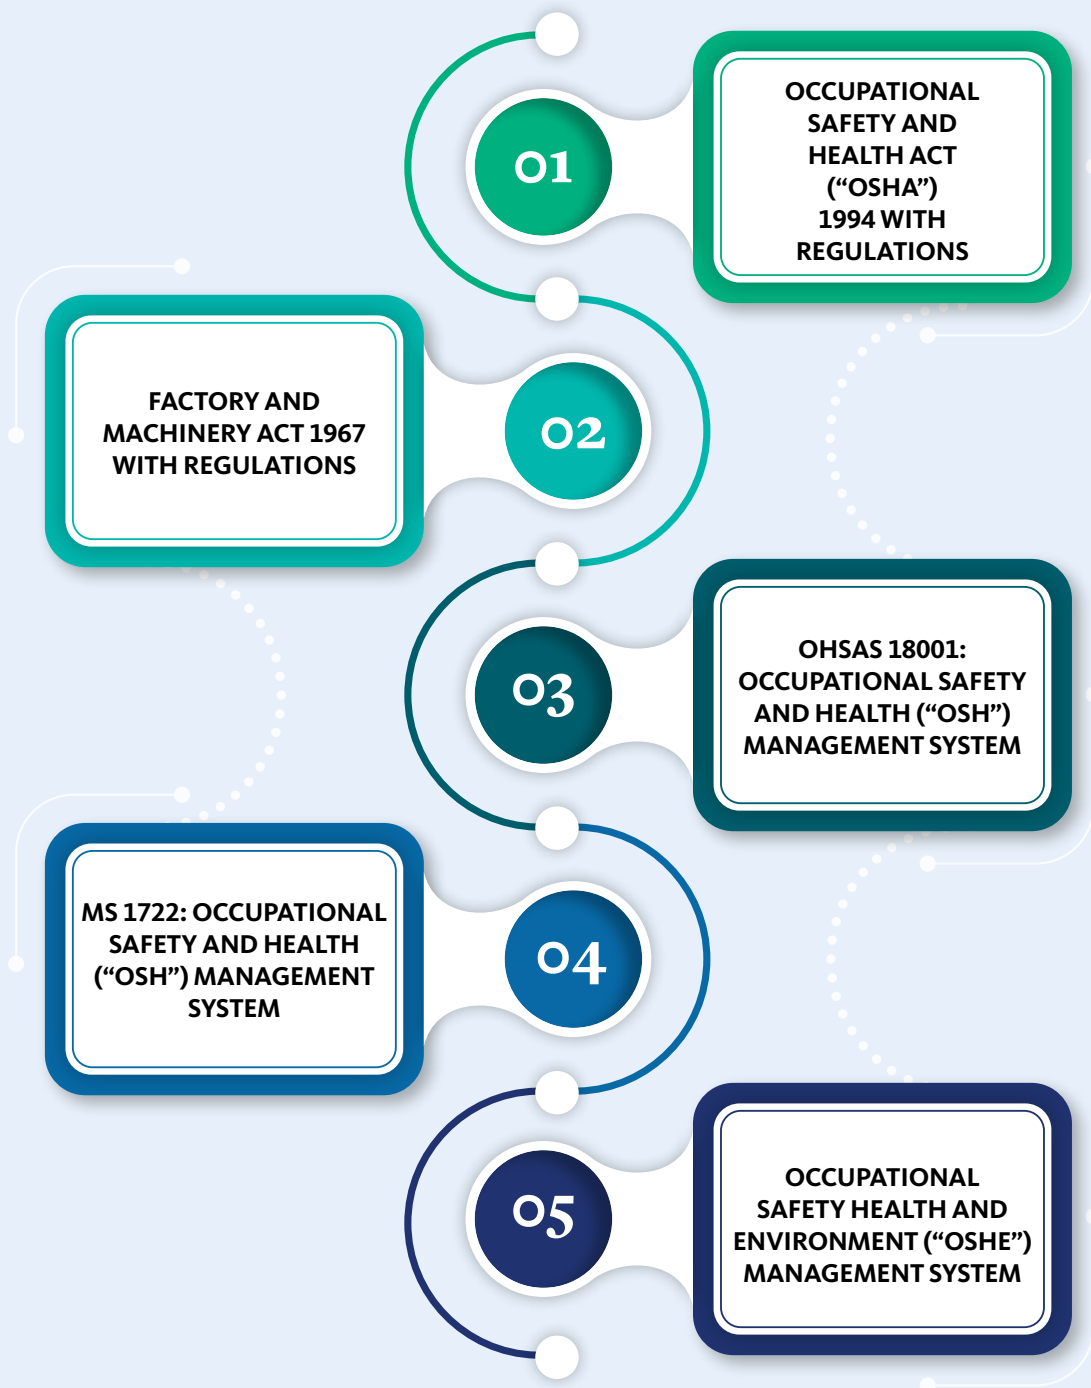 01
OCCUPATIONAL
SAFETY AND
HEALTH ACT
(“OSHA”)
1994 WITH
REGULATIONS
02
FACTORY AND
MACHINERY ACT 1967
WITH REGULATIONS
03
OHSAS 18001:
OCCUPATIONAL SAFETY
AND HEALTH (“OSH”)
MANAGEMENT SYSTEM
04
MS 1722: OCCUPATIONAL
SAFETY AND HEALTH
(“OSH”) MANAGEMENT
SYSTEM
05
OCCUPATIONAL
SAFETY HEALTH AND
ENVIRONMENT (“OSHE”)
MANAGEMENT SYSTEM